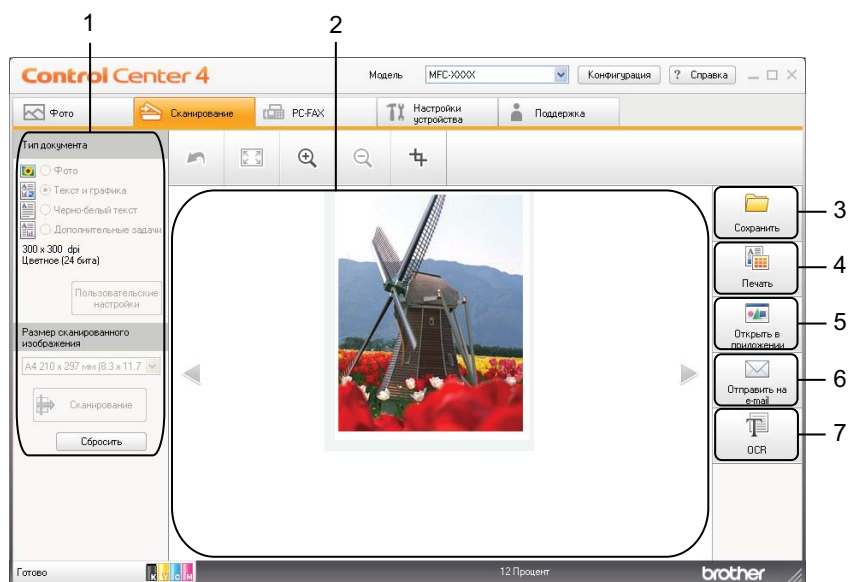 1
2
Control Center 4
Модель
MFC-XXXX
Конфигурация
? Справка
Фото
Сканирование
PC-FAX
Настройки
устройства
Поддержка
Тип документа
Фото
Текст и графика
Черно-белый текст
Дополнительные задачи
300 x 300 dpi
Цветное (24 бита)
Пользовательские
настройки
Размер сканированного
изображения
A4 210 x 297 мм (8.3 x 11.7
Сканирование
Сбросить
Сохранить
3
Печать
4
Открыть в
приложении
5
Отправить на
e-mail
6
OCR
7
Готово
K Y C M
12 Процент
brother